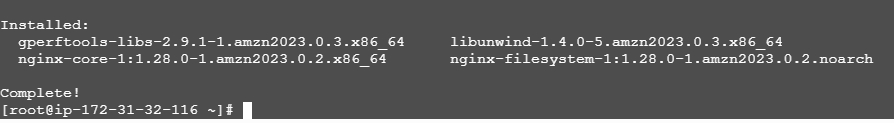 Installed:
gperftools-libs-2.9.1-1.amzn2023.0.3.x86_64 libunwind-1.4.0-5.amzn2023.0.3.x86_64
nginx-core-1:1.28.0-1.amzn2023.0.2.x86_64 nginx-filesystem-1:1.28.0-1.amzn2023.0.2.noarch
Complete!
[root@ip-172-31-32-116 ~]#